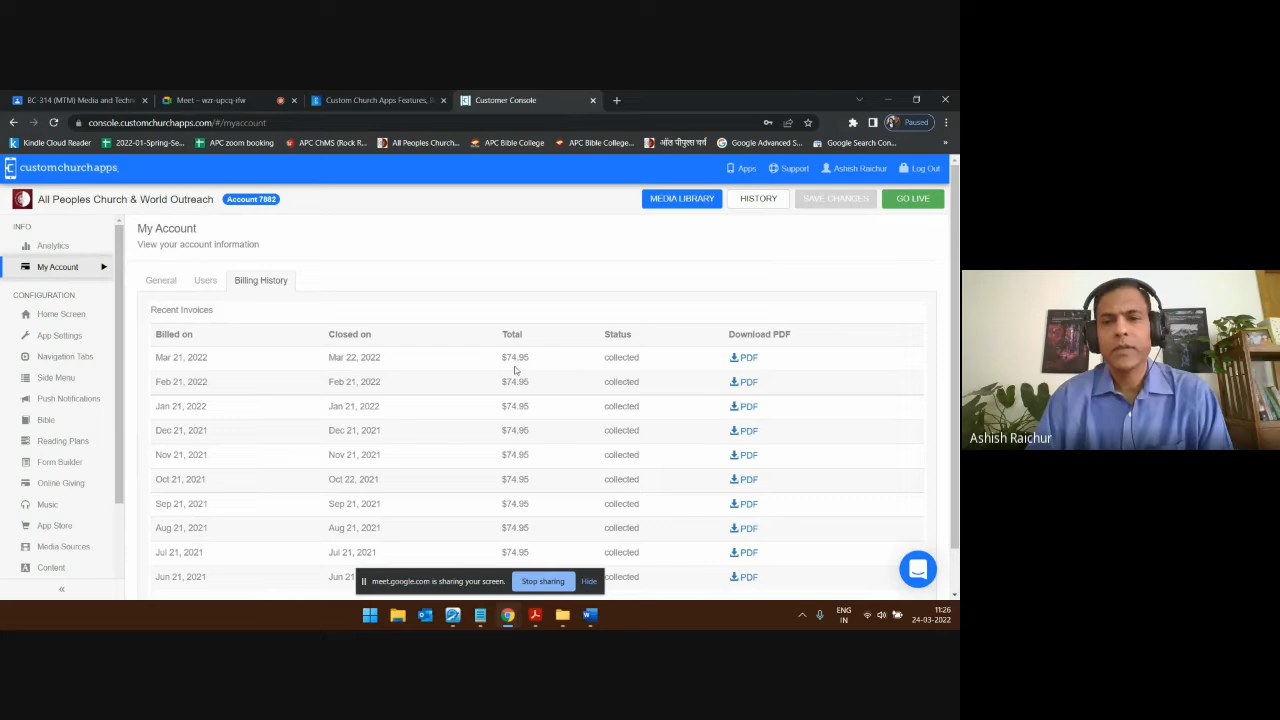 BC-314 (MTM) Media and Techn
Meet – wzr-upcq-ifw
Custom Church Apps Features, B
Customer Console
console.customchurchapps.com/#/myaccount
Paused
Kindle Cloud Reader
2022-01-Spring-Se...
APC zoom booking
APC ChMS (Rock R...
All Peoples Church...
APC Bible College
APC Bible College...
ऑल पीपुल्स चर्च
Google Advanced S...
Google Search Con...
»
customchurchapps
Apps
Support
Ashish Raichur
Log Out
All Peoples Church & World Outreach
Account 7882
MEDIA LIBRARY
HISTORY
SAVE CHANGES
GO LIVE
INFO
Analytics
My Account
CONFIGURATION
Home Screen
App Settings
Navigation Tabs
Side Menu
Push Notifications
Bible
Reading Plans
Form Builder
Online Giving
Music
App Store
Media Sources
Content
«
My Account
View your account information
General
Users
Billing History
Recent Invoices
Billed on Closed on Total Status Download PDF
Mar 21, 2022 Mar 22, 2022 $74.95 collected PDF
Feb 21, 2022 Feb 21, 2022 $74.95 collected PDF
Jan 21, 2022 Jan 21, 2022 $74.95 collected PDF
Dec 21, 2021 Dec 21, 2021 $74.95 collected PDF
Nov 21, 2021 Nov 21, 2021 $74.95 collected PDF
Oct 21, 2021 Oct 22, 2021 $74.95 collected PDF
Sep 21, 2021 Sep 21, 2021 $74.95 collected PDF
Aug 21, 2021 Aug 21, 2021 $74.95 collected PDF
Jul 21, 2021 Jul 21, 2021 $74.95 collected PDF
Jun 21, 2021 Jun 21 collected PDF
meet.google.com is sharing your screen.
Stop sharing
Hide
ENG
IN
11:26
24-03-2022
Ashish Raichur